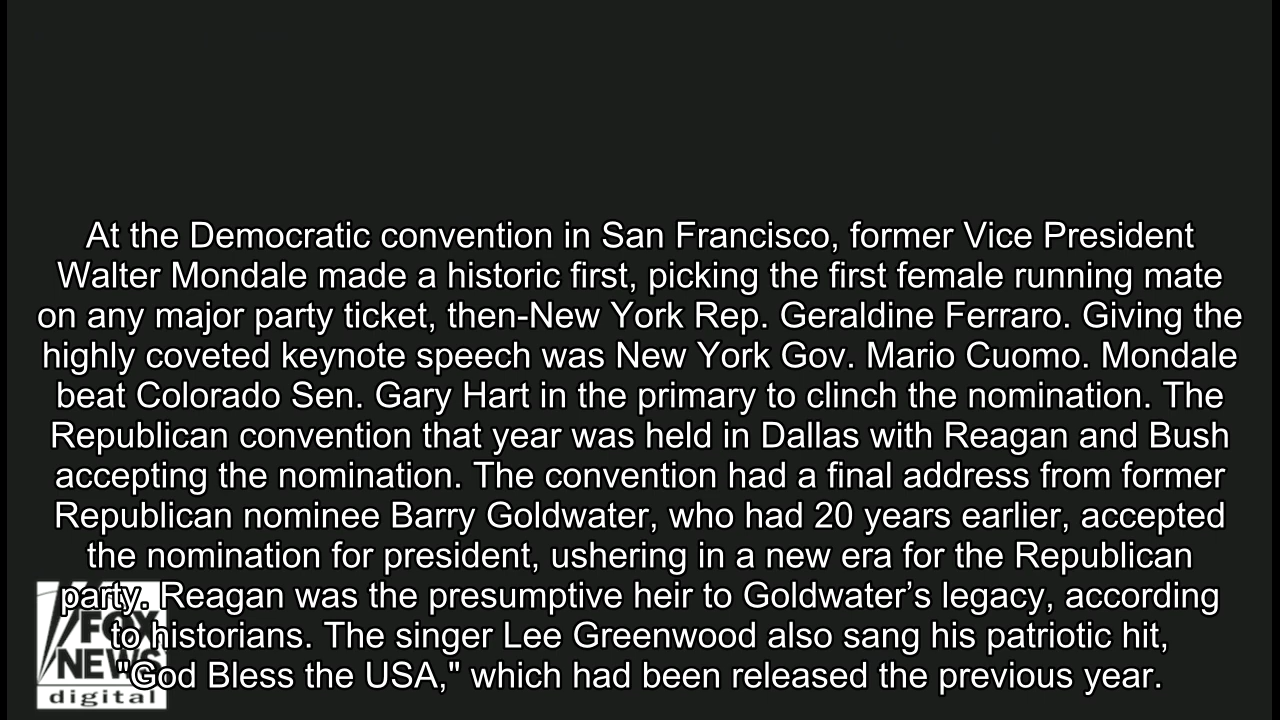 At the Democratic convention in San Francisco, former Vice President
Walter Mondale made a historic first, picking the first female running mate
on any major party ticket, then-New York Rep. Geraldine Ferraro. Giving the
highly coveted keynote speech was New York Gov. Mario Cuomo. Mondale
beat Colorado Sen. Gary Hart in the primary to clinch the nomination. The
Republican convention that year was held in Dallas with Reagan and Bush
accepting the nomination. The convention had a final address from former
Republican nominee Barry Goldwater, who had 20 years earlier, accepted
the nomination for president, ushering in a new era for the Republican
party. Reagan was the presumptive heir to Goldwater’s legacy, according
to historians. The singer Lee Greenwood also sang his patriotic hit,
"God Bless the USA," which had been released the previous year.
FOX
NEWS
digital